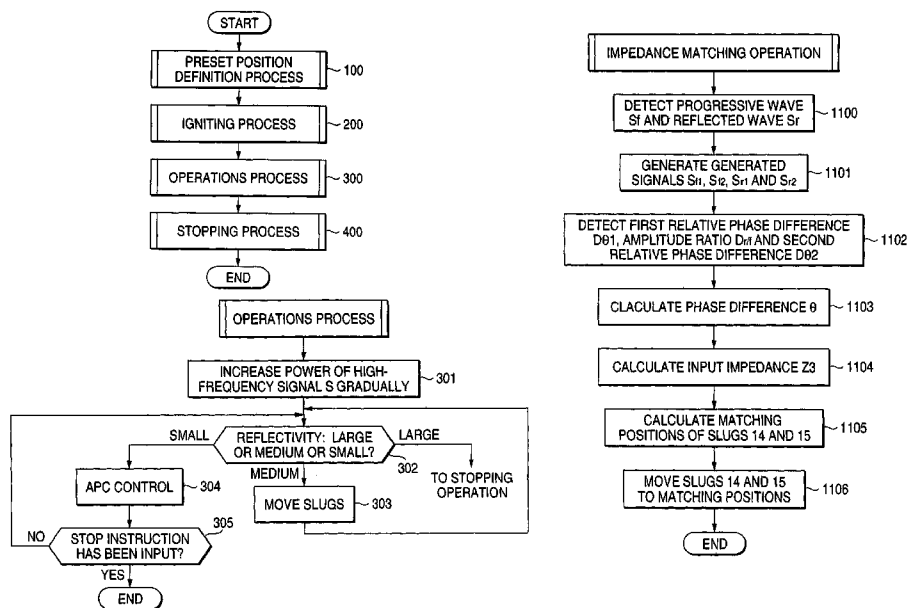 START
PRESET POSITION
DEFINITION PROCESS
100
IGNITING PROCESS
200
OPERATIONS PROCESS
300
STOPPING PROCESS
400
END
OPERATIONS PROCESS
INCREASE POWER OF HIGH-
FREQUENCY SIGNAL S GRADUALLY
301
SMALL
REFLECTIVITY: LARGE
OR MEDIUM OR SMALL?
LARGE
302
MEDIUM
TO STOPPING
OPERATION
APC CONTROL
304
MOVE SLUGS
303
NO
STOP INSTRUCTION
HAS BEEN INPUT?
305
YES
END
IMPEDANCE MATCHING OPERATION
DETECT PROGRESSIVE WAVE
Sf AND REFLECTED WAVE Sr
1100
GENERATE GENERATED
SIGNALS Sf1, Sf2, Sr1 AND Sr2
1101
DETECT FIRST RELATIVE PHASE DIFFERENCE
Dθ1, AMPLITUDE RATIO Dr/f AND SECOND
RELATIVE PHASE DIFFERENCE Dθ2
1102
CLACULATE PHASE DIFFERENCE θ
1103
CALCULATE INPUT IMPEDANCE Z3
1104
CALCULATE MATCHING
POSITIONS OF SLUGS 14 AND 15
1105
MOVE SLUGS 14 AND 15
TO MATCHING POSITIONS
1106
END